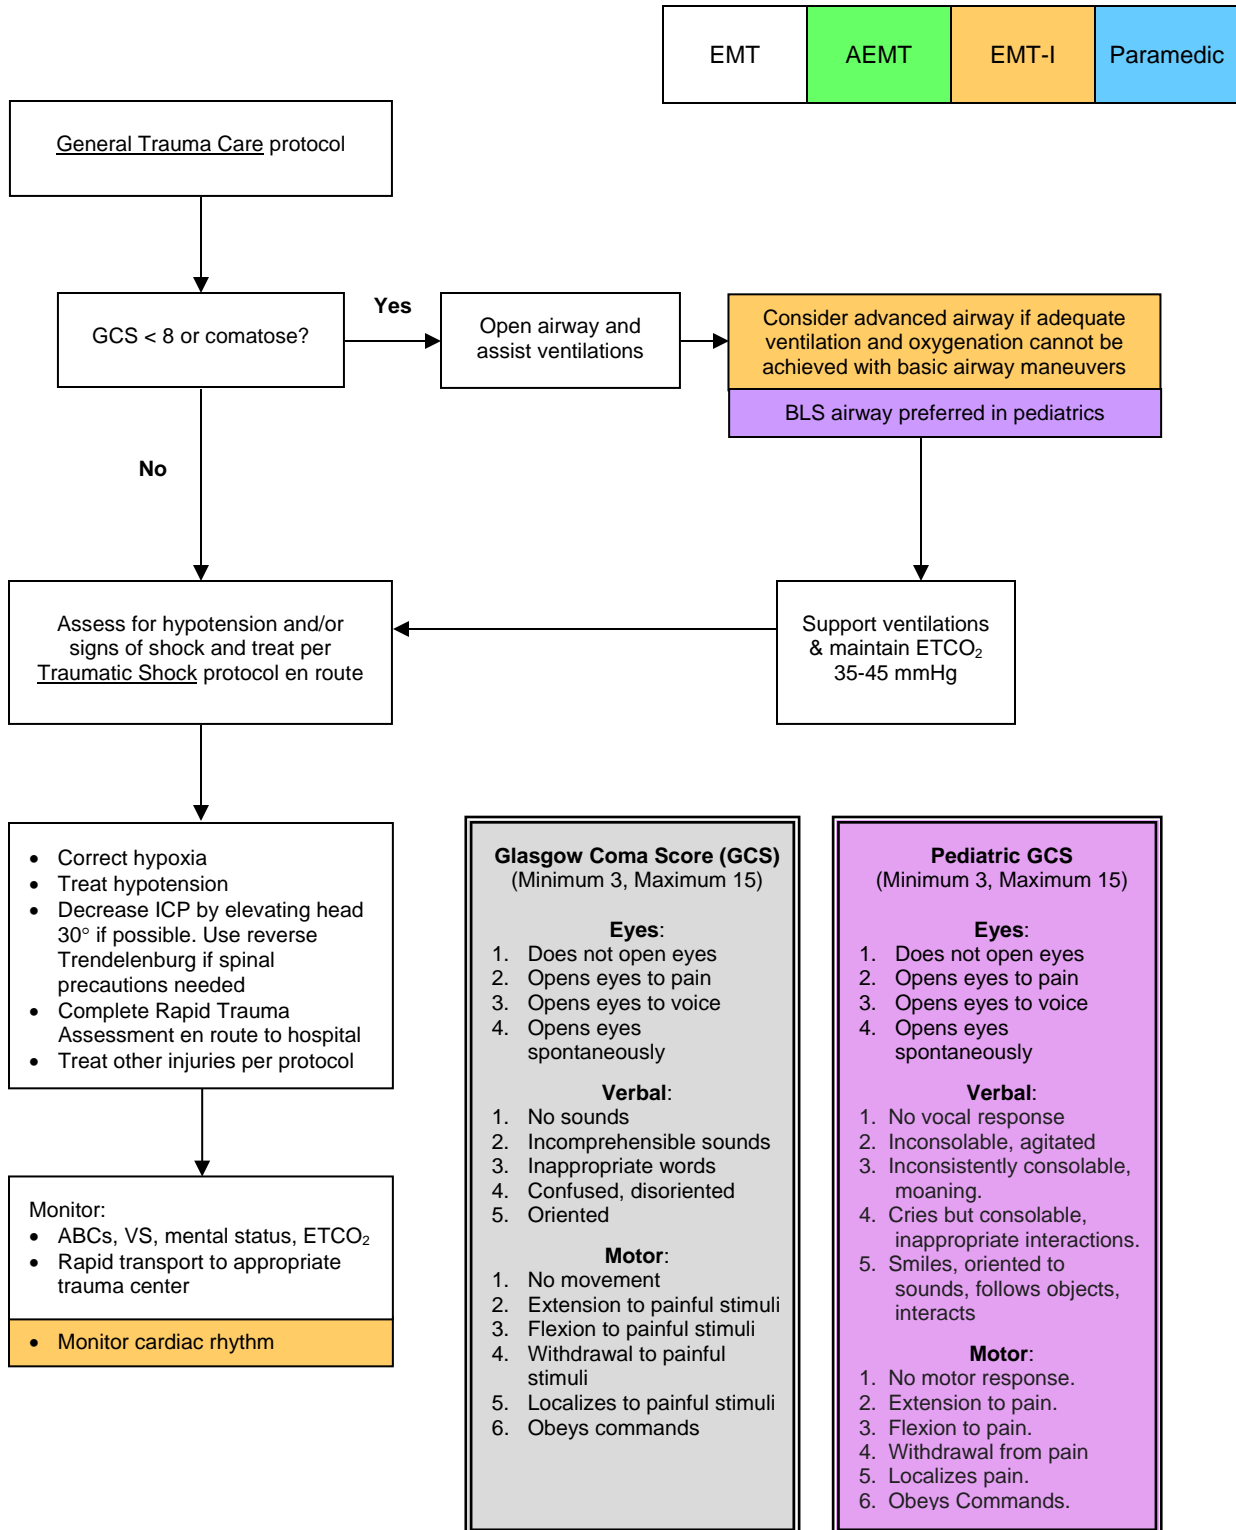 EMT
AEMT
EMT-I
Paramedic
General Trauma Care protocol
GCS < 8 or comatose?
Yes
Open airway and
assist ventilations
Consider advanced airway if adequate
ventilation and oxygenation cannot be
achieved with basic airway maneuvers
BLS airway preferred in pediatrics
No
Assess for hypotension and/or
signs of shock and treat per
Traumatic Shock protocol en route
Support ventilations
& maintain ETCO₂
35-45 mmHg
• Correct hypoxia
• Treat hypotension
• Decrease ICP by elevating head
30° if possible. Use reverse
Trendelenburg if spinal
precautions needed
• Complete Rapid Trauma
Assessment en route to hospital
• Treat other injuries per protocol
Monitor:
• ABCs, VS, mental status, ETCO₂
• Rapid transport to appropriate
trauma center
• Monitor cardiac rhythm
Glasgow Coma Score (GCS)
(Minimum 3, Maximum 15)
Eyes:
1. Does not open eyes
2. Opens eyes to pain
3. Opens eyes to voice
4. Opens eyes
spontaneously
Verbal:
1. No sounds
2. Incomprehensible sounds
3. Inappropriate words
4. Confused, disoriented
5. Oriented
Motor:
1. No movement
2. Extension to painful stimuli
3. Flexion to painful stimuli
4. Withdrawal to painful
stimuli
5. Localizes to painful stimuli
6. Obeys commands
Pediatric GCS
(Minimum 3, Maximum 15)
Eyes:
1. Does not open eyes
2. Opens eyes to pain
3. Opens eyes to voice
4. Opens eyes
spontaneously
Verbal:
1. No vocal response
2. Inconsolable, agitated
3. Inconsistently consolable,
moaning.
4. Cries but consolable,
inappropriate interactions.
5. Smiles, oriented to
sounds, follows objects,
interacts
Motor:
1. No motor response.
2. Extension to pain.
3. Flexion to pain.
4. Withdrawal from pain
5. Localizes pain.
6. Obeys Commands.